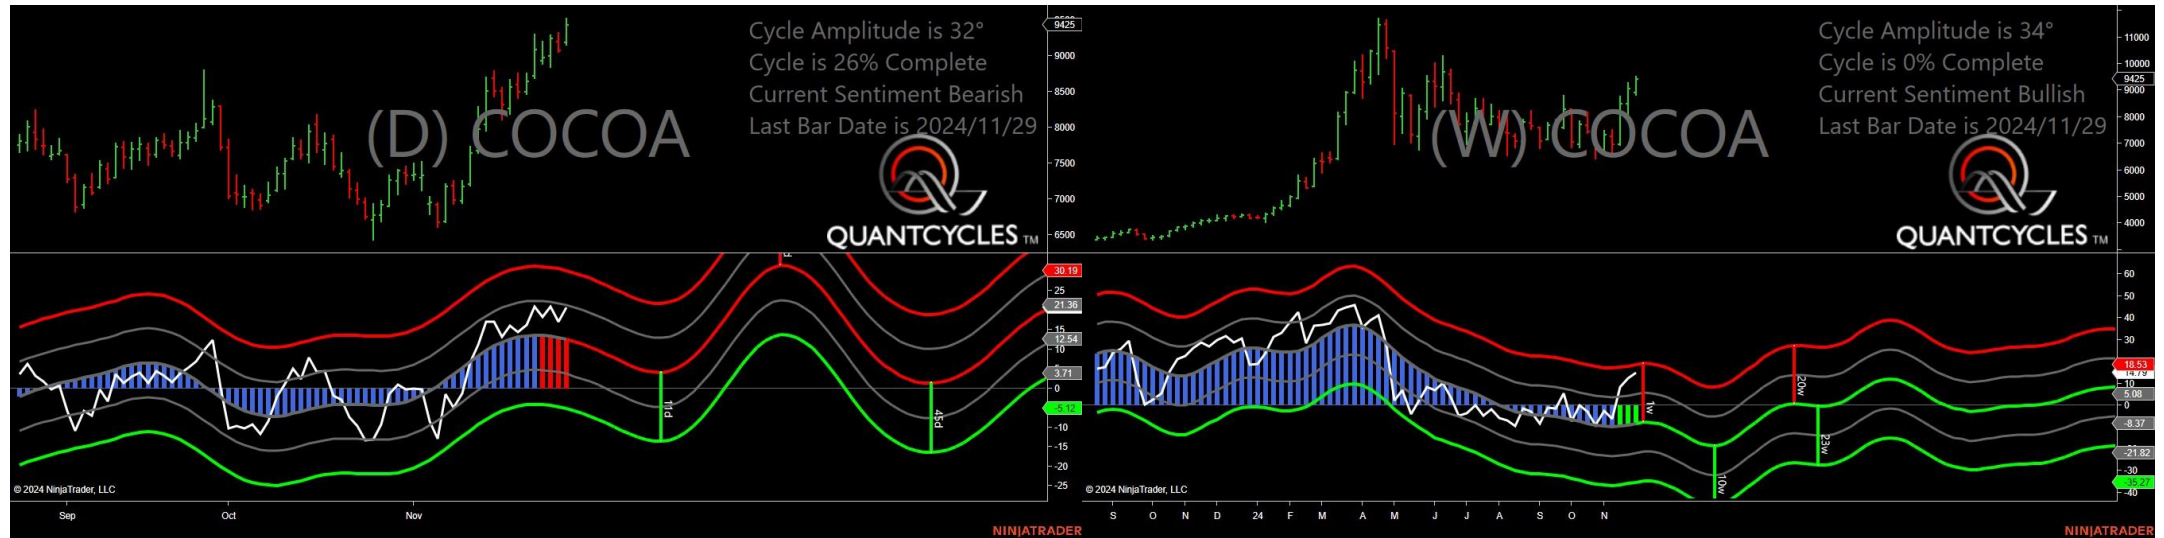 Cycle Amplitude is 32°
Cycle is 26% Complete
Current Sentiment Bearish
Last Bar Date is 2024/11/29
(D) COCOA
QUANTCYCLES TM
9425
9000
8500
8000
7500
7000
6500
30.19
25
21.36
15
12.54
10
3.71
0
-5.12
-10
-15
-20
-25
11d
45d
© 2024 NinjaTrader, LLC
Sep
Oct
Nov
NINJATRADER
Cycle Amplitude is 34°
Cycle is 0% Complete
Current Sentiment Bullish
Last Bar Date is 2024/11/29
(W) COCOA
QUANTCYCLES TM
11000
10000
9425
9000
8000
7000
6000
5000
4000
60
50
40
30
18.53
14.79
10
5.08
0
-8.37
-21.82
-30
-35.27
-40
1w
10w
20w
23w
© 2024 NinjaTrader, LLC
S O N D 24 F M A M J J A S O N
NINJATRADER